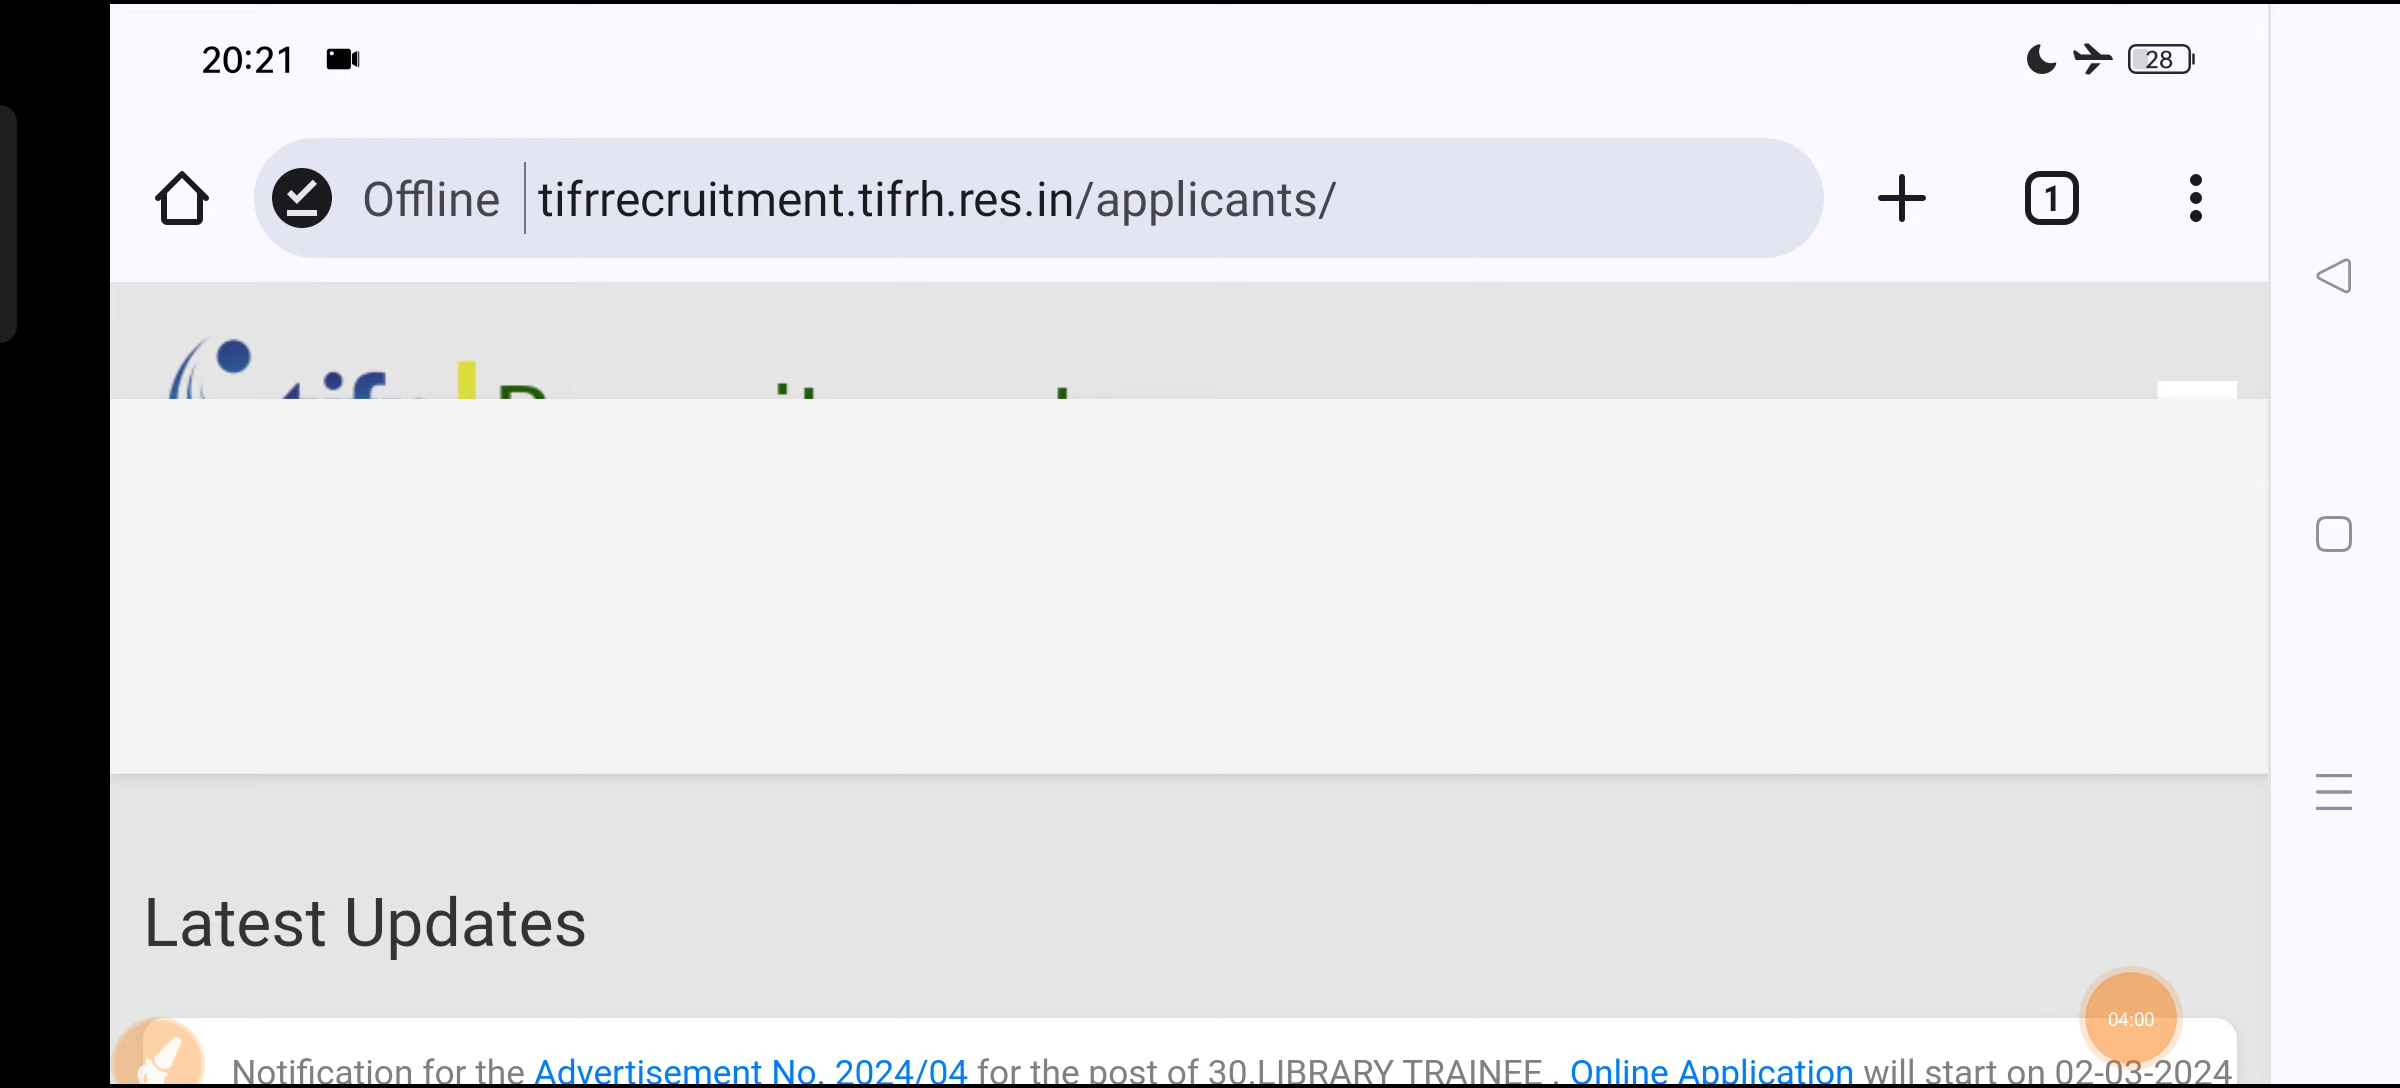 20:21
28
Offline tifrrecruitment.tifrh.res.in/applicants/
1
Latest Updates
04:00
Notification for the Advertisement No. 2024/04 for the post of 30.LIBRARY TRAINEE . Online Application will start on 02-03-2024